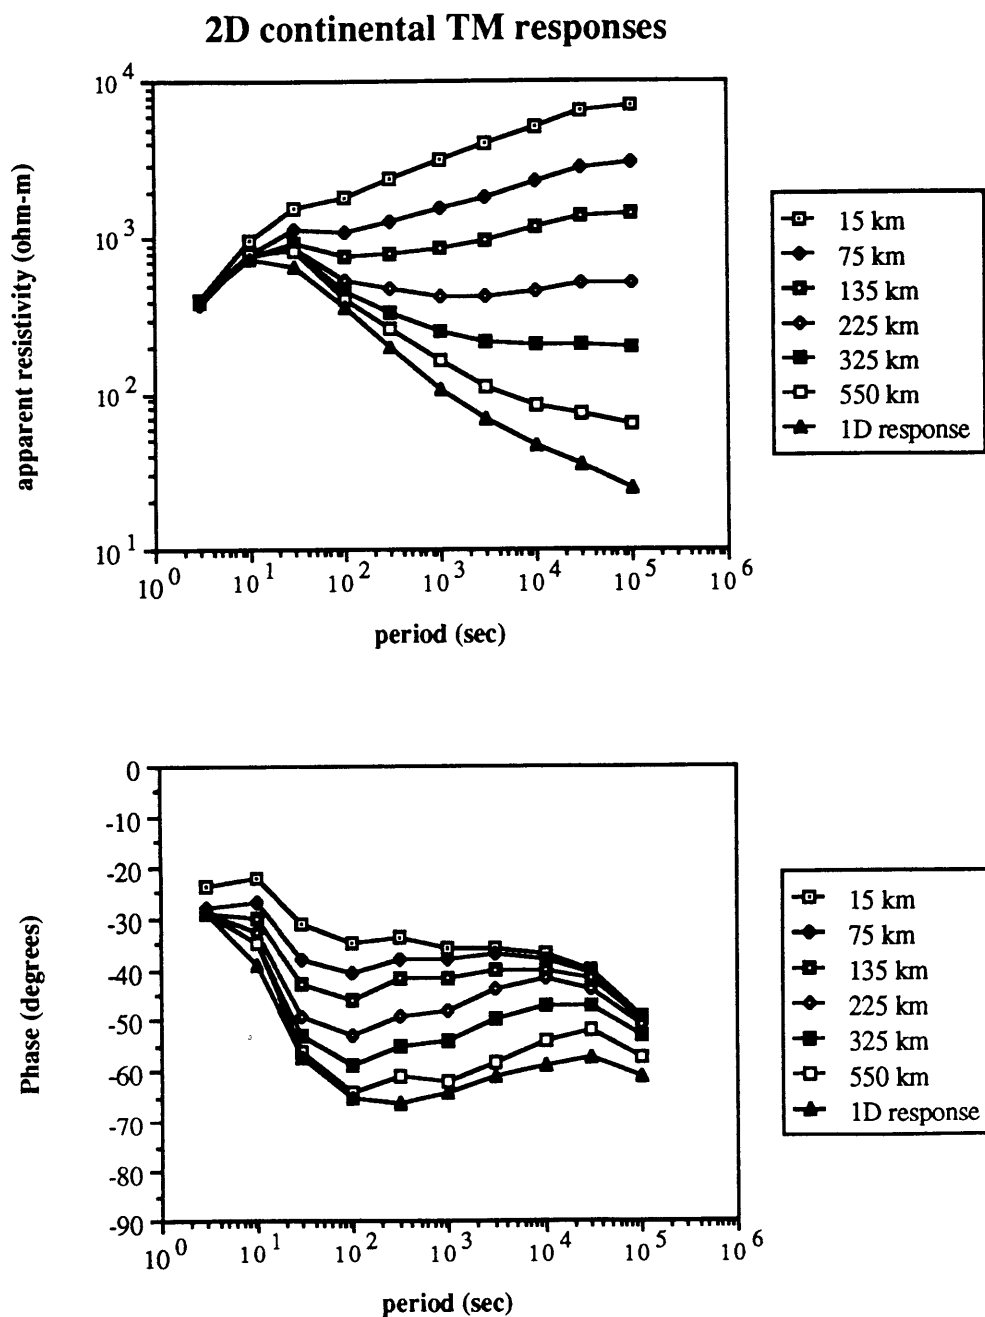 2D continental TM responses
10^4
10^3
10^2
10^1
apparent resistivity (ohm-m)
10^0 10^1 10^2 10^3 10^4 10^5 10^6
period (sec)
15 km
75 km
135 km
225 km
325 km
550 km
1D response
0
-10
-20
-30
-40
-50
-60
-70
-80
-90
Phase (degrees)
10^0 10^1 10^2 10^3 10^4 10^5 10^6
period (sec)
15 km
75 km
135 km
225 km
325 km
550 km
1D response